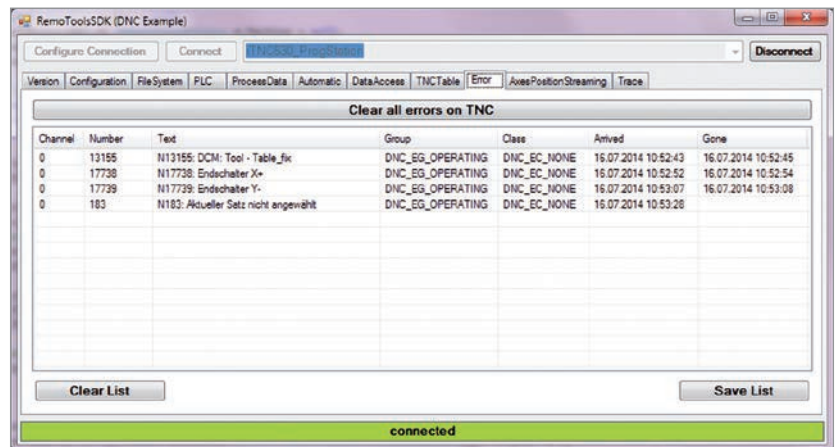 RemoToolsSDK (DNC Example)
Configure Connection Connect iTNC530_ProgStation Disconnect
Version Configuration FileSystem PLC ProcessData Automatic DataAccess TNCTable Error AxesPositionStreaming Trace
Clear all errors on TNC
Channel Number Text Group Class Arrived Gone
0 13155 N13155: DCM: Tool - Table_fix DNC_EG_OPERATING DNC_EC_NONE 16.07.2014 10:52:43 16.07.2014 10:52:45
0 17738 N17738: Endschalter X+ DNC_EG_OPERATING DNC_EC_NONE 16.07.2014 10:52:52 16.07.2014 10:52:54
0 17739 N17739: Endschalter Y- DNC_EG_OPERATING DNC_EC_NONE 16.07.2014 10:53:07 16.07.2014 10:53:08
0 183 N183: Aktueller Satz nicht angewählt DNC_EG_OPERATING DNC_EC_NONE 16.07.2014 10:53:28
Clear List Save List
connected